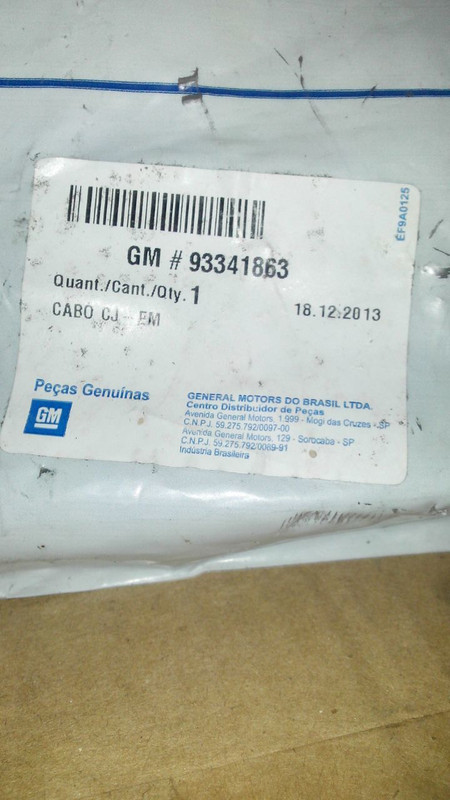 EF9A0125
GM # 93341863
Quant./Cant./Qty. 1
18.12.2013
CABO CJ - EM
Peças Genuínas
GM
GENERAL MOTORS DO BRASIL LTDA.
Centro Distribuidor de Peças
Avenida General Motors, 1.999 - Mogi das Cruzes - SP
C.N.P.J. 59.275.792/0097-00
Avenida General Motors, 129 - Sorocaba - SP
C.N.P.J. 59.275.792/0089-91
Indústria Brasileira